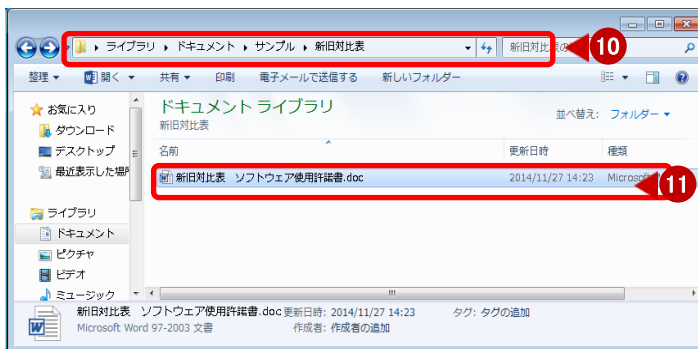 ライブラリ ▸ ドキュメント ▸ サンプル ▸ 新旧対比表
新旧対比表の
10
整理 開く 共有 印刷 電子メールで送信する 新しいフォルダー
お気に入り
ダウンロード
デスクトップ
最近表示した場所
ライブラリ
ドキュメント
ピクチャ
ビデオ
ミュージック
ドキュメント ライブラリ
新旧対比表
並べ替え: フォルダー
名前 更新日時 種類
新旧対比表 ソフトウェア使用許諾書.doc 2014/11/27 14:23 Microsoft
11
新旧対比表 ソフトウェア使用許諾書.doc 更新日時: 2014/11/27 14:23 タグ: タグの追加
Microsoft Word 97-2003 文書 作成者: 作成者の追加